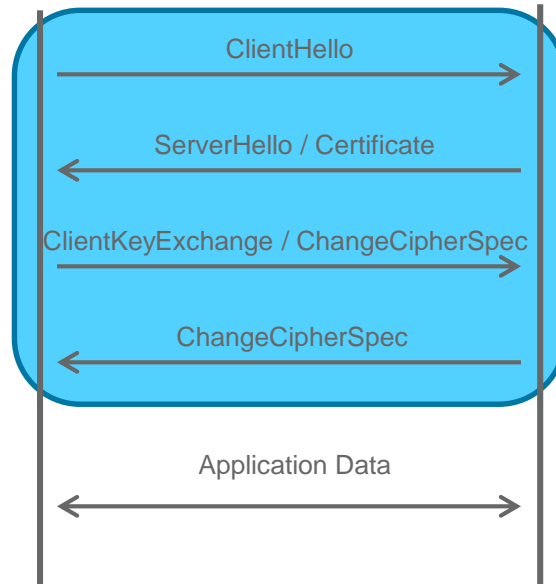 ClientHello
ServerHello / Certificate
ClientKeyExchange / ChangeCipherSpec
ChangeCipherSpec
Application Data